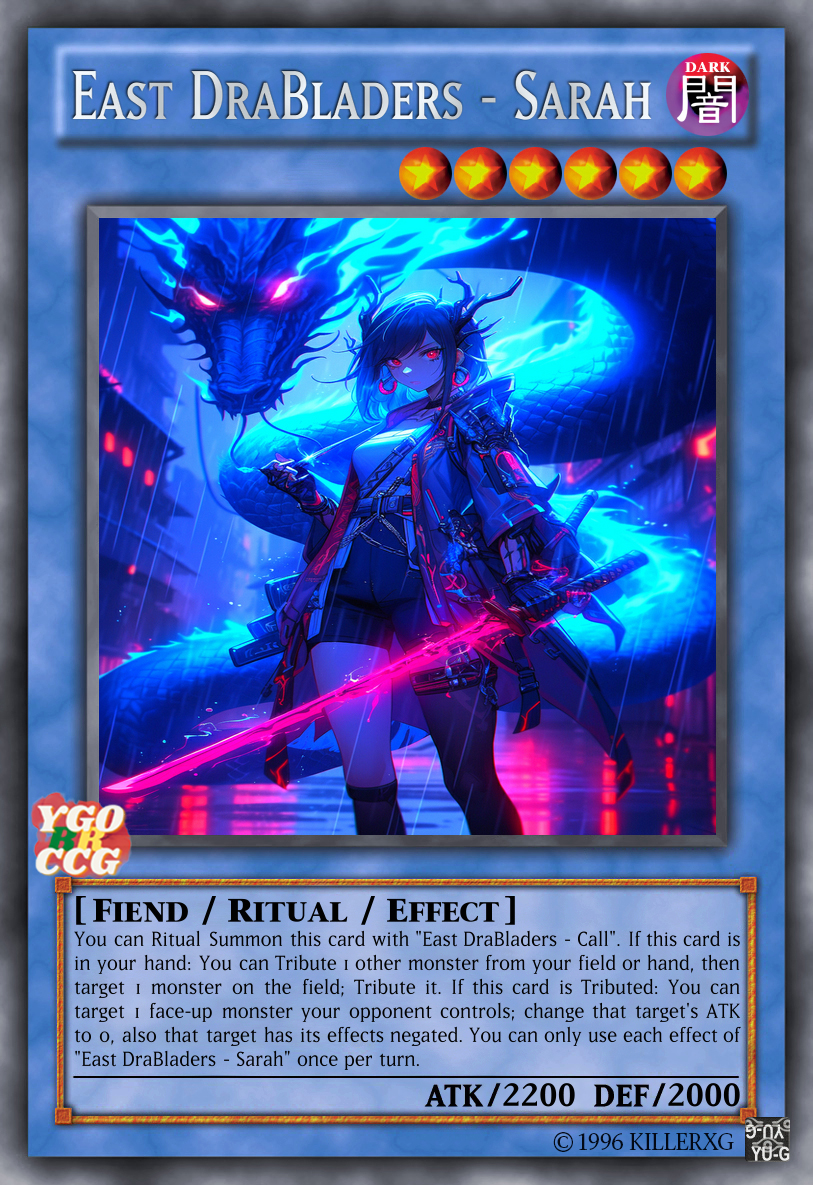 East DraBladers - Sarah
DARK
闇
YGO
RR
CCG
[ Fiend / Ritual / Effect ]
You can Ritual Summon this card with "East DraBladers - Call". If this card is
in your hand: You can Tribute 1 other monster from your field or hand, then
target 1 monster on the field; Tribute it. If this card is Tributed: You can
target 1 face-up monster your opponent controls; change that target's ATK
to 0, also that target has its effects negated. You can only use each effect of
"East DraBladers - Sarah" once per turn.
ATK/2200 DEF/2000
© 1996 KILLERXG
YU-G
YU-G